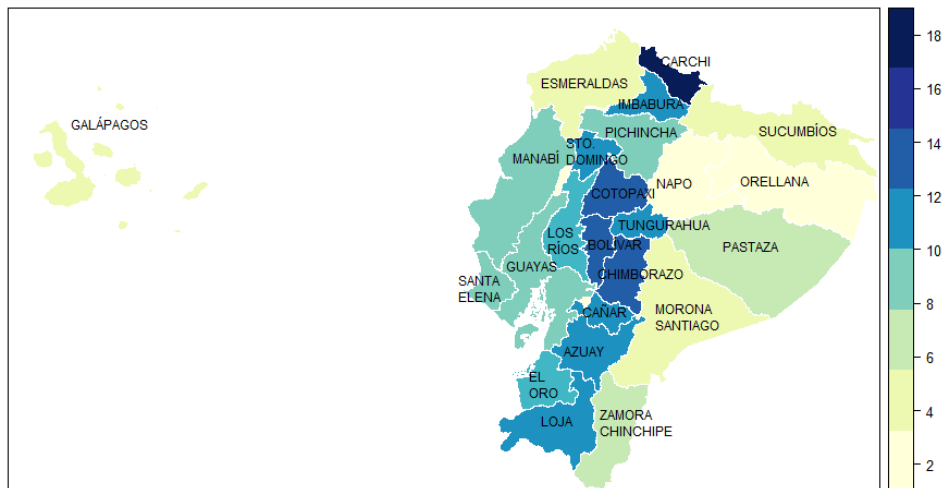 CARCHI
ESMERALDAS
IMBABURA
GALÁPAGOS
PICHINCHA
SUCUMBÍOS
STO.
DOMINGO
MANABÍ
NAPO
ORELLANA
COTOPAXI
TUNGURAHUA
LOS
RÍOS
BOLIVAR
PASTAZA
GUAYAS
CHIMBORAZO
SANTA
ELENA
CAÑAR
MORONA
SANTIAGO
AZUAY
EL
ORO
LOJA
ZAMORA
CHINCHIPE
18
16
14
12
10
8
6
4
2